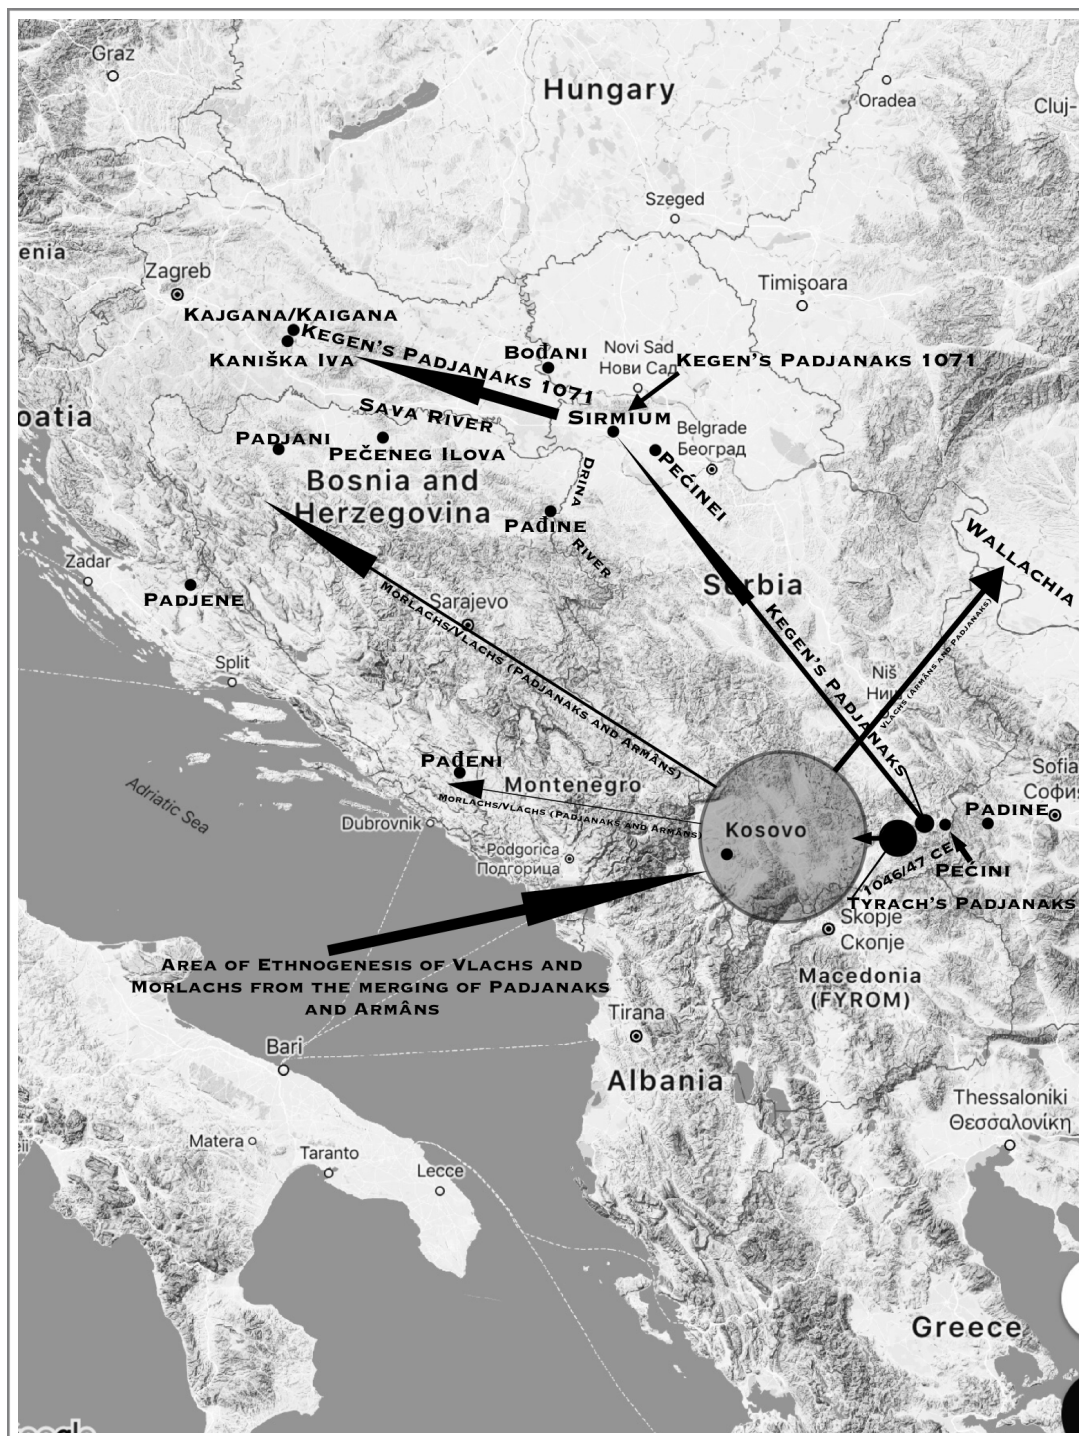 Graz
Hungary
Oradea
Cluj-
Szeged
enia
Zagreb
Timişoara
KAJGANA/KAIGANA
KEGEN'S PADJANAKS 1071
KANIŠKA IVA
BOĐANI
Novi Sad
Нови Сад
KEGEN'S PADJANAKS 1071
oatia
SAVA RIVER
SIRMIUM
PADJANI
PEČENEG ILOVA
Belgrade
Београд
PEĆINEI
Bosnia and
Herzegovina
DRINA
RIVER
PAĐINE
WALLACHIA
Zadar
PADJENE
Sarajevo
Serbia
MORLACHS/VLACHS (PADJANAKS AND ARMÂNS)
KEGEN'S PADJANAKS
VLACHS (ARMÂNS AND PADJANAKS)
Split
Niš
Ниш
PAĐENI
Montenegro
MORLACHS/VLACHS (PADJANAKS AND ARMÂNS)
Sofia
София
Adriatic Sea
Dubrovnik
Kosovo
PADINE
Podgorica
Подгорица
PEĆINI
1046/47 CE
TYRACH'S PADJANAKS
Skopje
Скопје
AREA OF ETHNOGENESIS OF VLACHS AND
MORLACHS FROM THE MERGING OF PADJANAKS
AND ARMÂNS
Macedonia
(FYROM)
Tirana
Bari
Albania
Thessaloniki
Θεσσαλονίκη
Matera
Taranto
Lecce
Greece